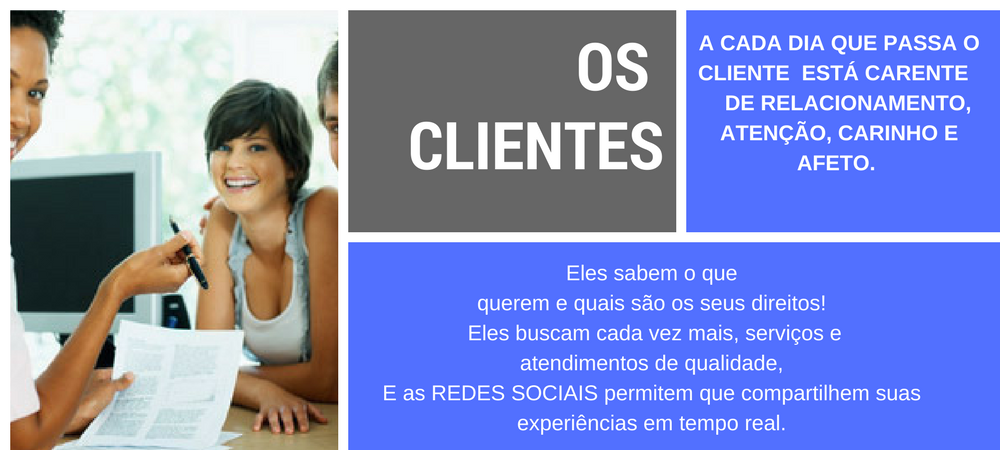 OS
CLIENTES
A CADA DIA QUE PASSA O
CLIENTE ESTÁ CARENTE
DE RELACIONAMENTO,
ATENÇÃO, CARINHO E
AFETO.
Eles sabem o que
querem e quais são os seus direitos!
Eles buscam cada vez mais, serviços e
atendimentos de qualidade,
E as REDES SOCIAIS permitem que compartilhem suas
experiências em tempo real.